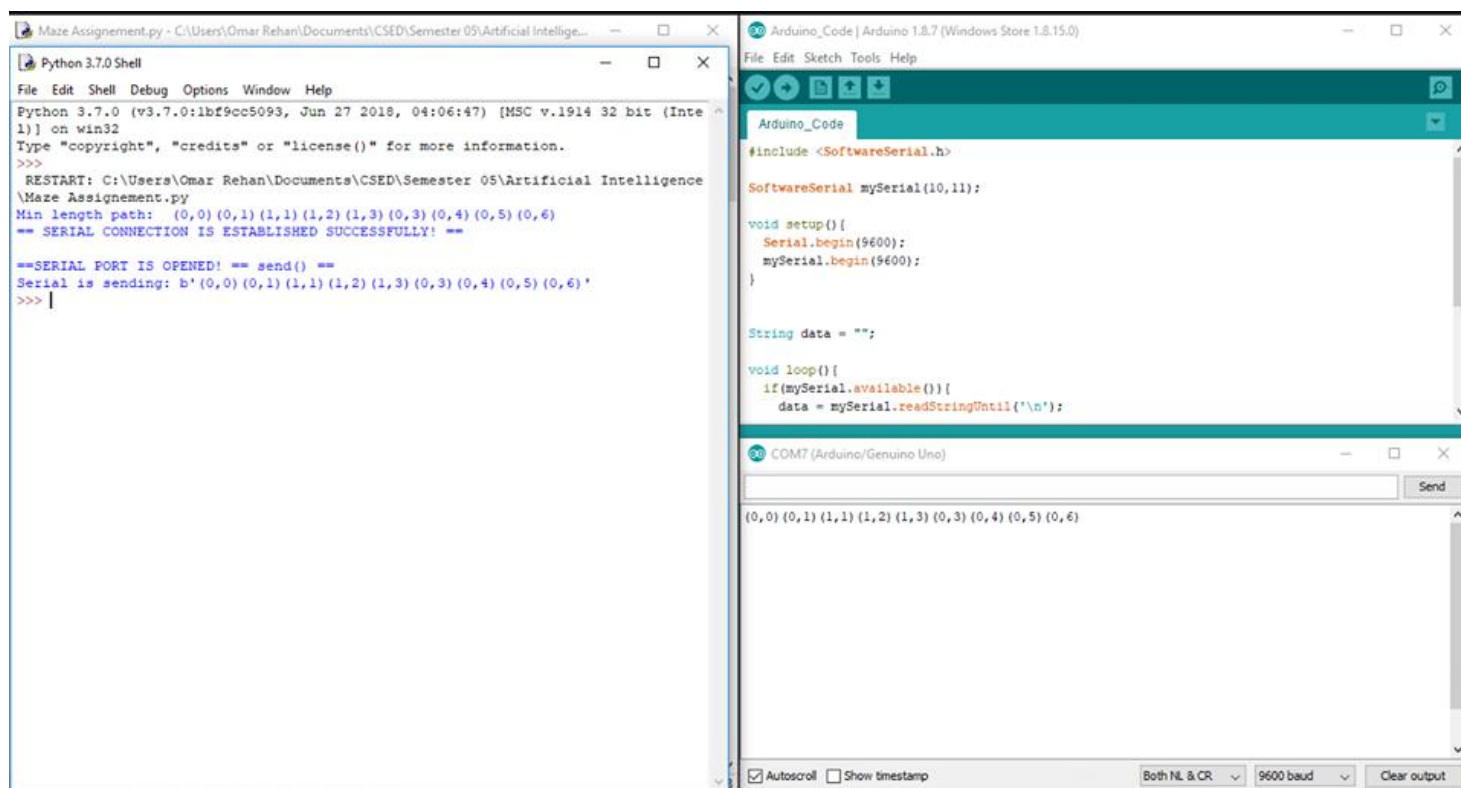 Maze Assignement.py - C:\Users\Omar Rehan\Documents\CSED\Semester 05\Artificial Intellige...
Python 3.7.0 Shell
File Edit Shell Debug Options Window Help
Python 3.7.0 (v3.7.0:1bf9cc5093, Jun 27 2018, 04:06:47) [MSC v.1914 32 bit (Inte
l)] on win32
Type "copyright", "credits" or "license()" for more information.
>>>
RESTART: C:\Users\Omar Rehan\Documents\CSED\Semester 05\Artificial Intelligence
\Maze Assignement.py
Min length path:  (0,0)(0,1)(1,1)(1,2)(1,3)(0,3)(0,4)(0,5)(0,6)
== SERIAL CONNECTION IS ESTABLISHED SUCCESSFULLY! ==
==SERIAL PORT IS OPENED! == send() ==
Serial is sending: b'(0,0)(0,1)(1,1)(1,2)(1,3)(0,3)(0,4)(0,5)(0,6)'
>>>
Arduino_Code | Arduino 1.8.7 (Windows Store 1.8.15.0)
File Edit Sketch Tools Help
Arduino_Code
#include <SoftwareSerial.h>
SoftwareSerial mySerial(10,11);
void setup(){
Serial.begin(9600);
mySerial.begin(9600);
}
String data = "";
void loop(){
if(mySerial.available()){
data = mySerial.readStringUntil('\n');
COM7 (Arduino/Genuino Uno)
Send
(0,0)(0,1)(1,1)(1,2)(1,3)(0,3)(0,4)(0,5)(0,6)
Autoscroll Show timestamp Both NL & CR 9600 baud Clear output